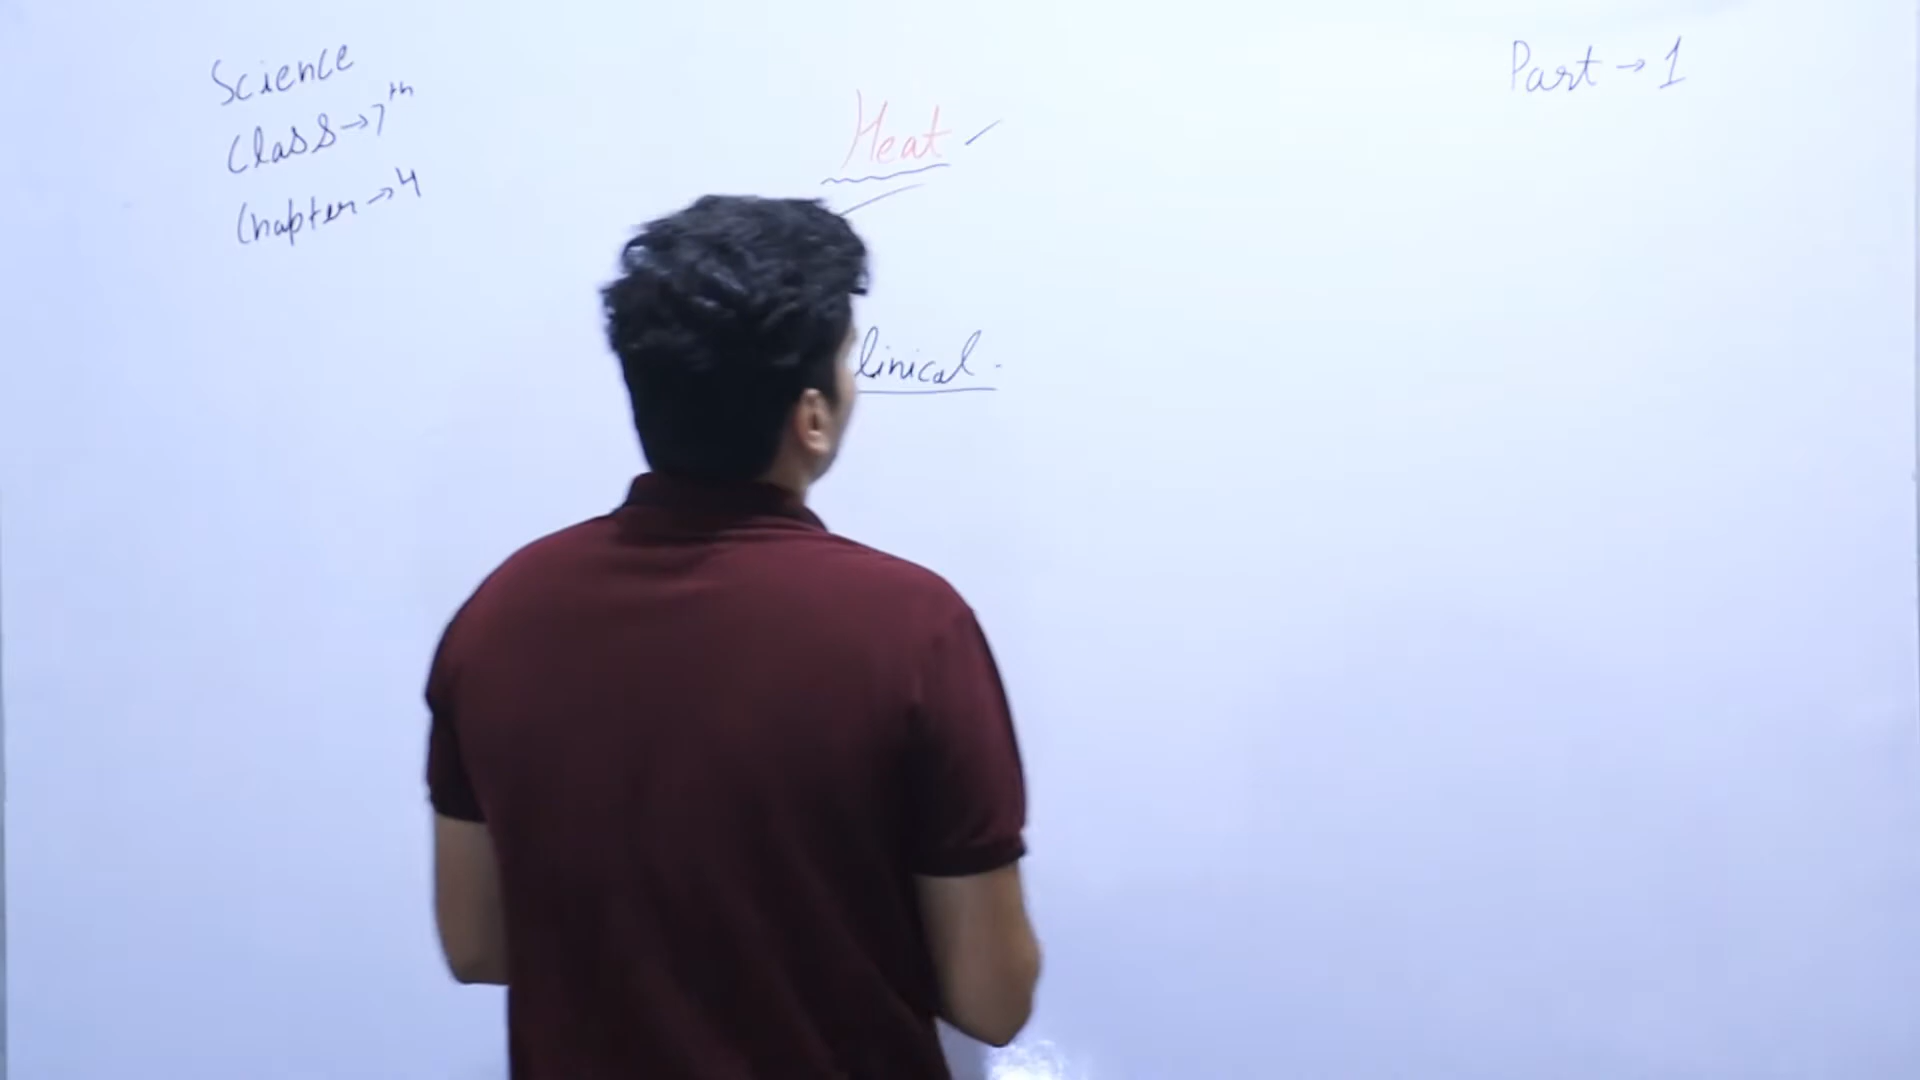 Science
Class→7th
Chapter→4
Part→1
Heat
linical